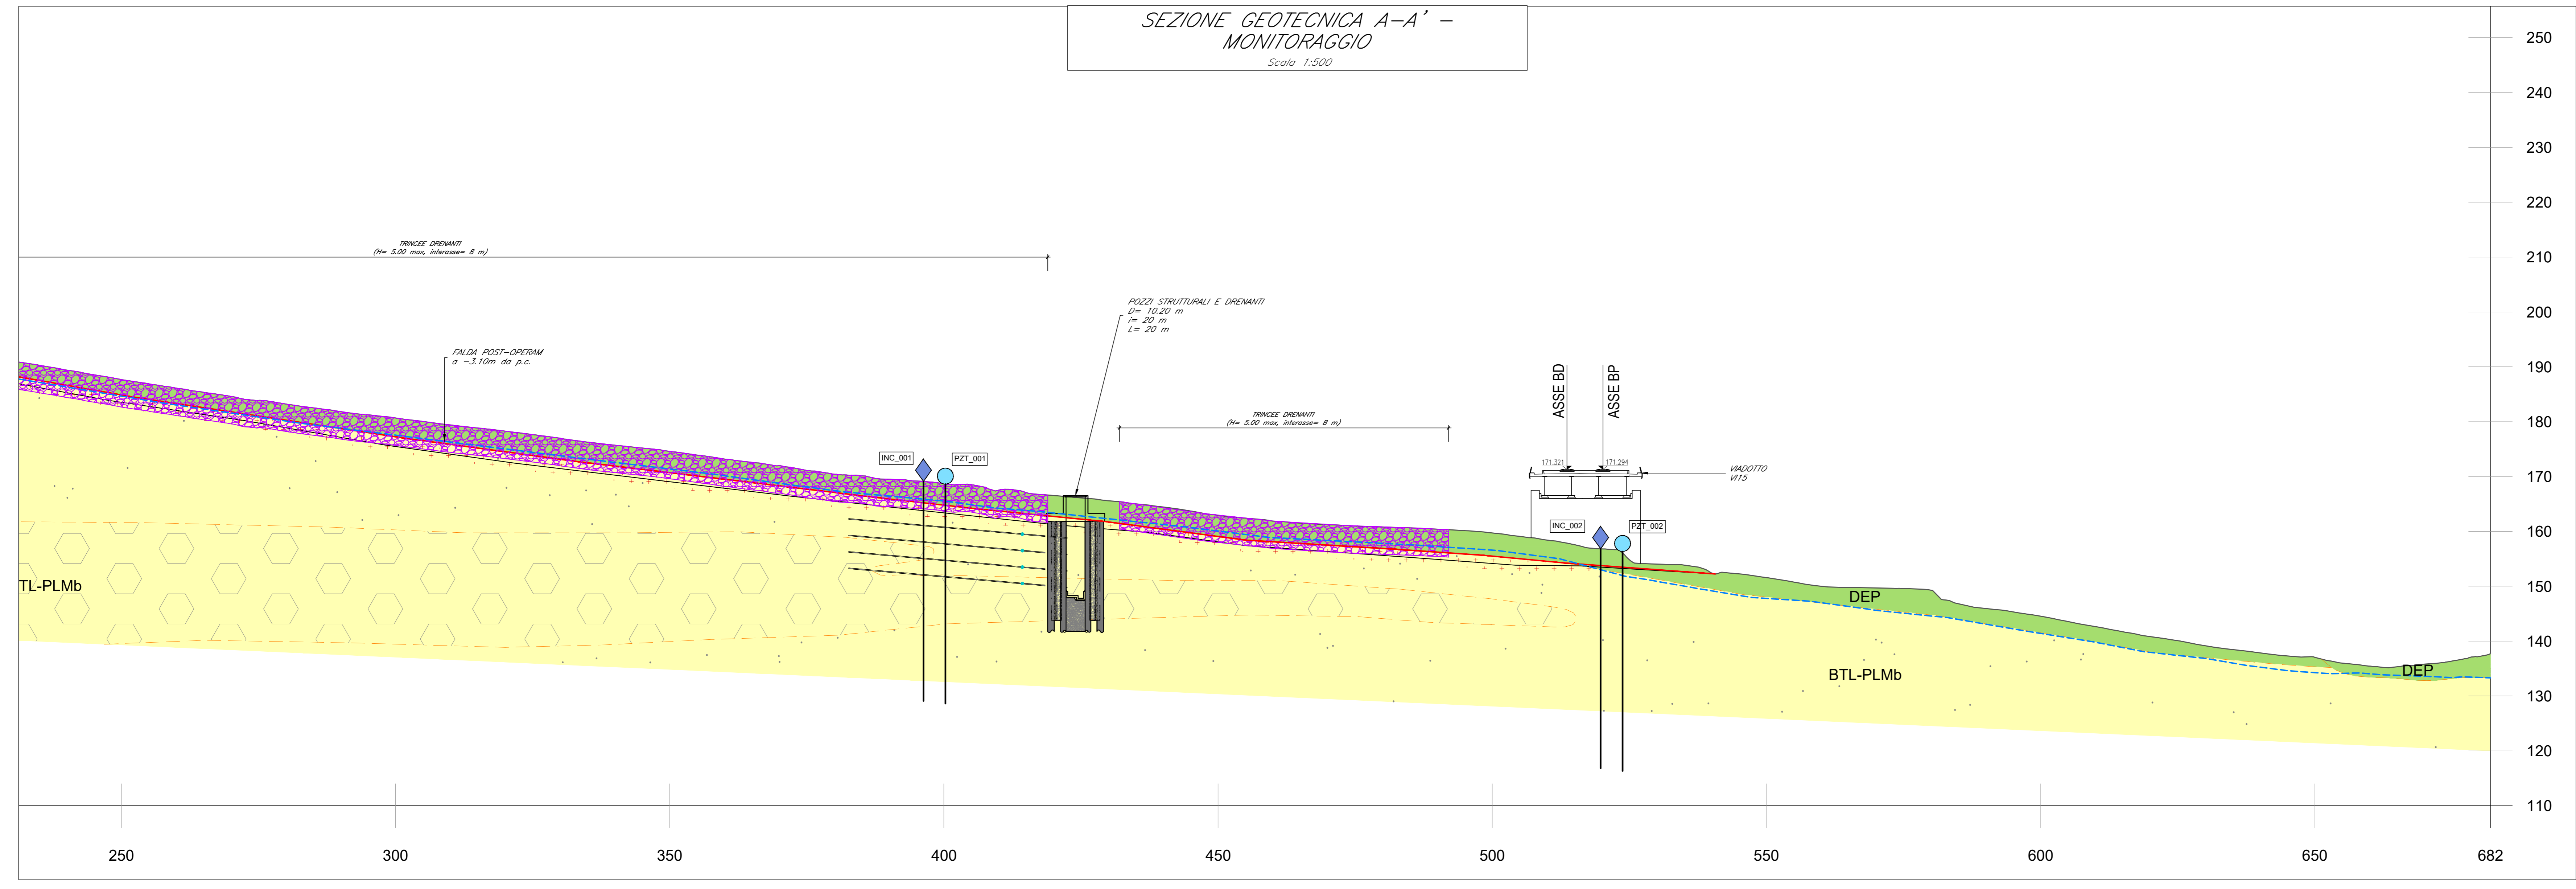 SEZIONE GEOTECNICA A-A' -
MONITORAGGIO
Scala 1:500
250
240
230
220
210
200
190
180
170
160
150
140
130
120
110
TRINCEE DRENANTI
(H= 5.00 max, interasse= 8 m)
POZZI STRUTTURALI E DRENANTI
D= 10.20 m
i= 20 m
L= 20 m
FALDA POST-OPERAM
a -3.10m da p.c.
ASSE BD
ASSE BP
TRINCEE DRENANTI
(H= 5.00 max, interasse= 8 m)
INC_001
PZT_001
171.321
171.294
VIADOTTO
VI15
INC_002
PZT_002
TL-PLMb
DEP
DEP
BTL-PLMb
250
300
350
400
450
500
550
600
650
682